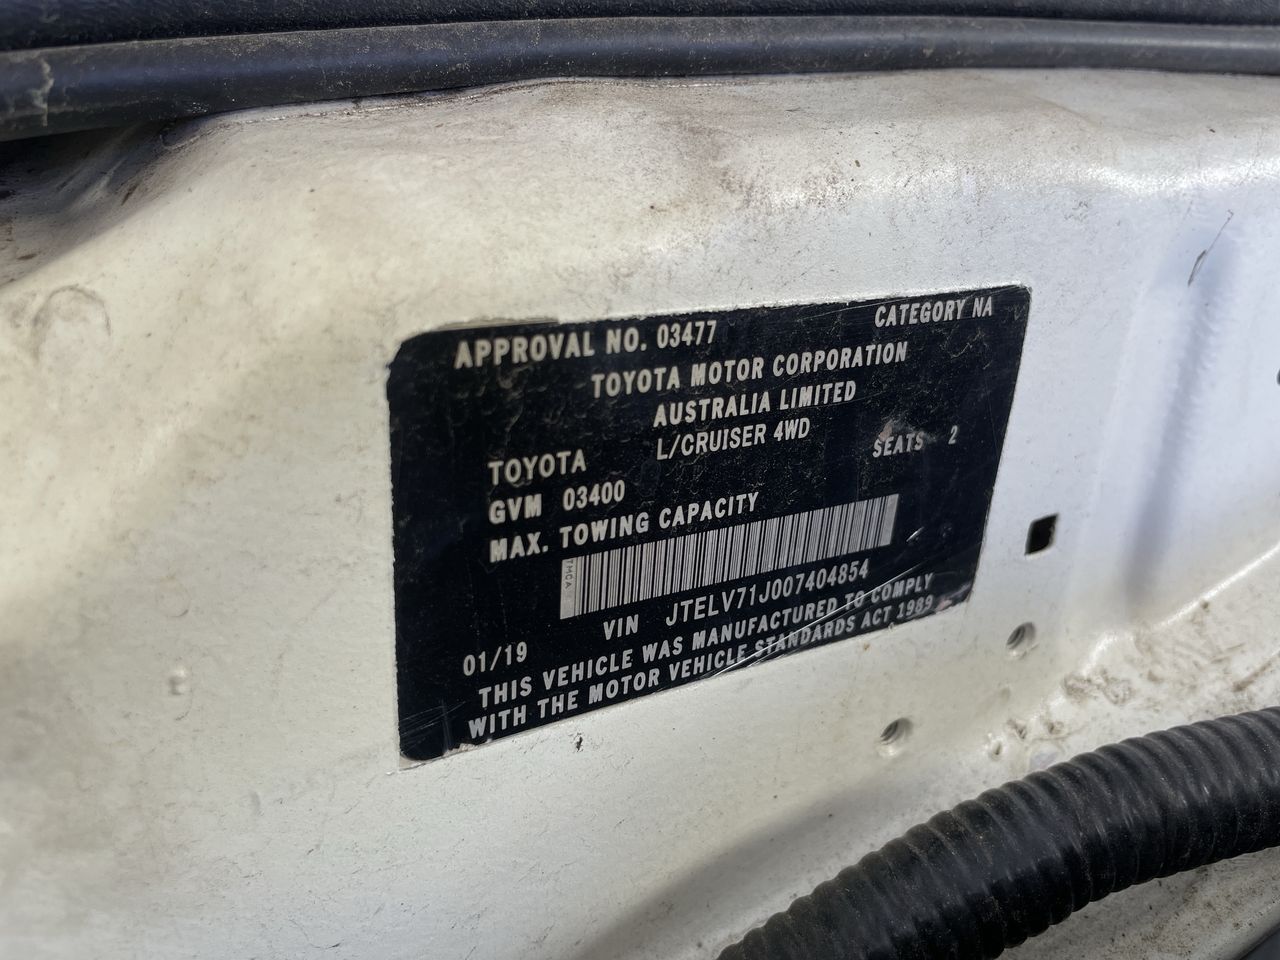 APPROVAL NO. 03477 CATEGORY NA
TOYOTA MOTOR CORPORATION
AUSTRALIA LIMITED
TOYOTA L/CRUISER 4WD
GVM 03400 SEATS 2
MAX. TOWING CAPACITY
TMCA
VIN JTELV71J007404854
01/19
THIS VEHICLE WAS MANUFACTURED TO COMPLY
WITH THE MOTOR VEHICLE STANDARDS ACT 1989